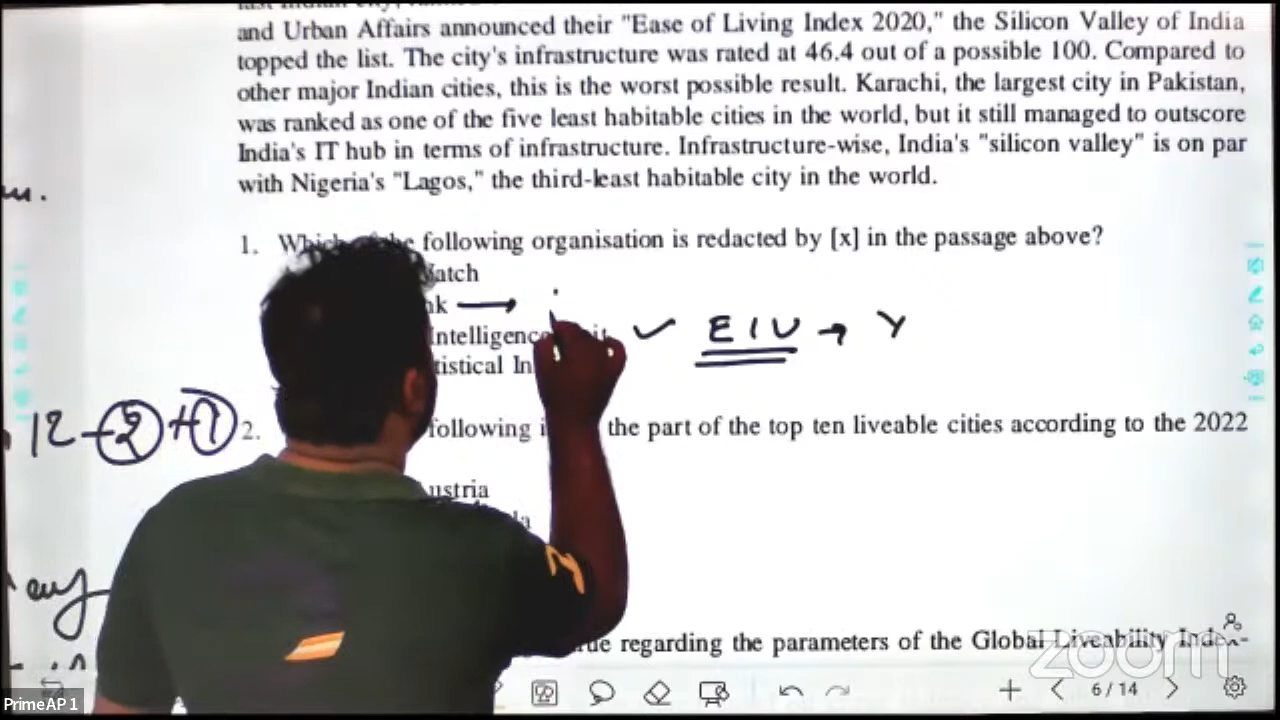 and Urban Affairs announced their "Ease of Living Index 2020," the Silicon Valley of India
topped the list. The city's infrastructure was rated at 46.4 out of a possible 100. Compared to
other major Indian cities, this is the worst possible result. Karachi, the largest city in Pakistan,
was ranked as one of the five least habitable cities in the world, but it still managed to outscore
India's IT hub in terms of infrastructure. Infrastructure-wise, India's "silicon valley" is on par
with Nigeria's "Lagos," the third-least habitable city in the world.
1. Which the following organisation is redacted by [x] in the passage above?
Watch
nk
Intelligence
EIU → Y
tistical In
12 - 2 + 1
2. following the part of the top ten liveable cities according to the 2022
ustria
any
regarding the parameters of the Global Liveability Index-
zoom
6 / 14
PrimeAP 1